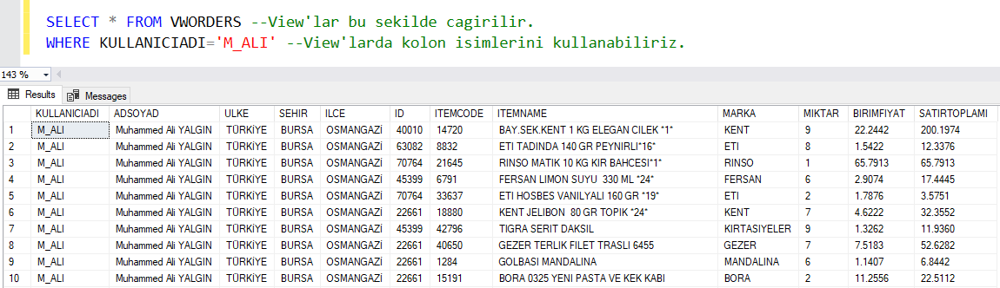 SELECT * FROM VWORDERS --View'lar bu sekilde cagirilir.
WHERE KULLANICIADI='M_ALI' --View'larda kolon isimlerini kullanabiliriz.
143 %
Results Messages
KULLANICIADI ADSOYAD ULKE SEHIR ILCE ID ITEMCODE ITEMNAME MARKA MIKTAR BIRIMFIYAT SATIRTOPLAMI
1 M_ALI Muhammed Ali YALGIN TÜRKİYE BURSA OSMANGAZİ 40010 14720 BAY.SEK.KENT 1 KG ELEGAN CILEK *1* KENT 9 22.2442 200.1974
2 M_ALI Muhammed Ali YALGIN TÜRKİYE BURSA OSMANGAZİ 63082 8832 ETI TADINDA 140 GR PEYNIRLI*16* ETI 8 1.5422 12.3376
3 M_ALI Muhammed Ali YALGIN TÜRKİYE BURSA OSMANGAZİ 70764 21645 RINSO MATIK 10 KG KIR BAHCESI*1* RINSO 1 65.7913 65.7913
4 M_ALI Muhammed Ali YALGIN TÜRKİYE BURSA OSMANGAZİ 45399 6791 FERSAN LIMON SUYU 330 ML *24* FERSAN 6 2.9074 17.4445
5 M_ALI Muhammed Ali YALGIN TÜRKİYE BURSA OSMANGAZİ 70764 33637 ETI HOSBES VANILYALI 160 GR *19* ETI 2 1.7876 3.5751
6 M_ALI Muhammed Ali YALGIN TÜRKİYE BURSA OSMANGAZİ 22661 18880 KENT JELIBON 80 GR TOPIK *24* KENT 7 4.6222 32.3552
7 M_ALI Muhammed Ali YALGIN TÜRKİYE BURSA OSMANGAZİ 45399 42796 TIGRA SERIT DAKSIL KIRTASIYELER 9 1.3262 11.9360
8 M_ALI Muhammed Ali YALGIN TÜRKİYE BURSA OSMANGAZİ 22661 40650 GEZER TERLIK FILET TRASLI 6455 GEZER 7 7.5183 52.6282
9 M_ALI Muhammed Ali YALGIN TÜRKİYE BURSA OSMANGAZİ 22661 1284 GOLBASI MANDALINA MANDALINA 6 1.1407 6.8442
10 M_ALI Muhammed Ali YALGIN TÜRKİYE BURSA OSMANGAZİ 22661 15191 BORA 0325 YENI PASTA VE KEK KABI BORA 2 11.2556 22.5112